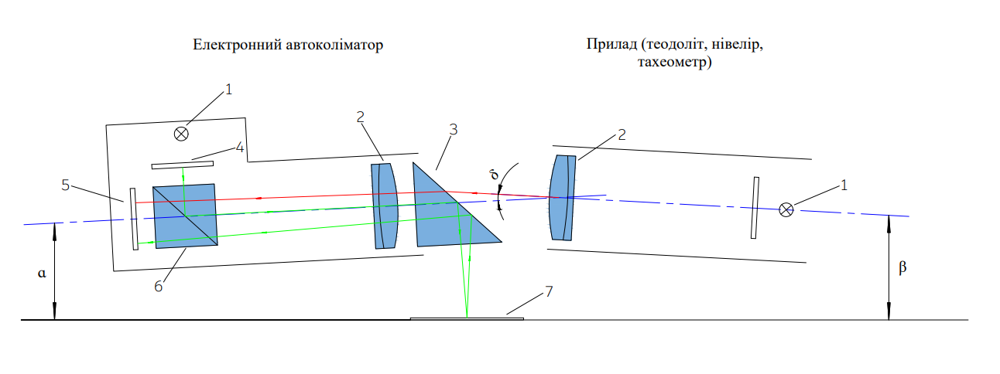 Електронний автоколіматор
Прилад (теодоліт, нівелір,
тахеометр)
1
2
3
2
4
δ
5
1
α
β
6
7